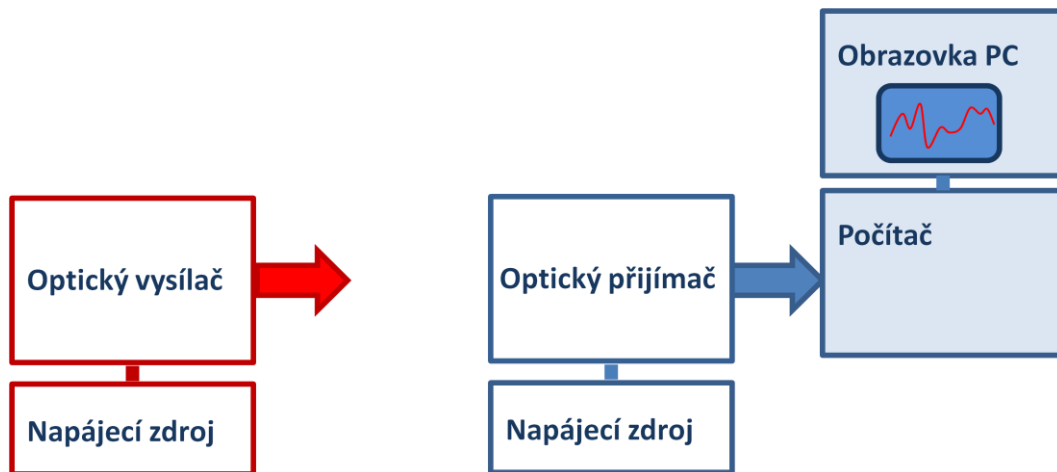 Obrazovka PC
Počítač
Optický vysílač
Optický přijímač
Napájecí zdroj
Napájecí zdroj